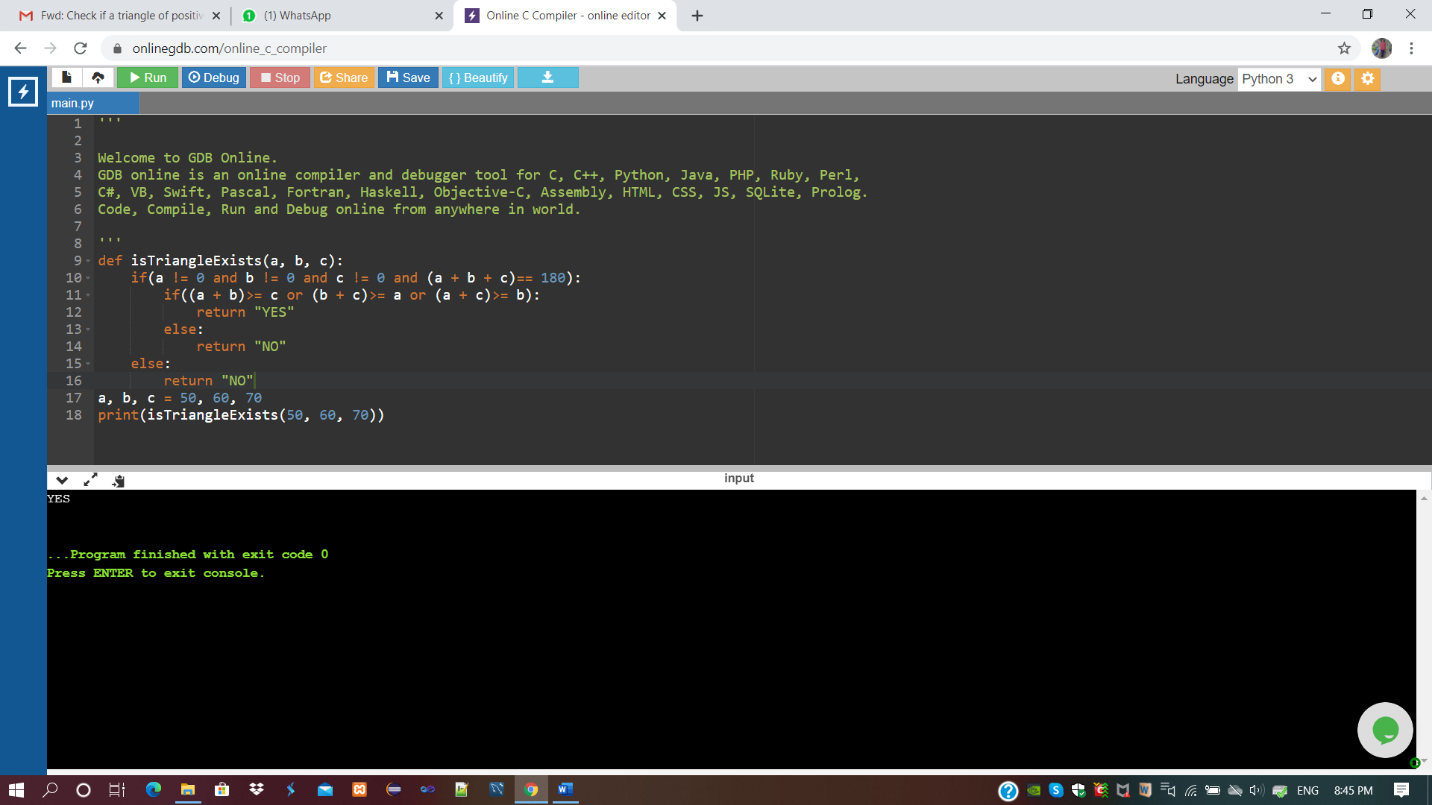 Fwd: Check if a triangle of positiv
(1) WhatsApp
Online C Compiler - online editor
onlinegdb.com/online_c_compiler
Run
Debug
Stop
Share
Save
{ } Beautify
Language Python 3
main.py
1 '''
2
3 Welcome to GDB Online.
4 GDB online is an online compiler and debugger tool for C, C++, Python, Java, PHP, Ruby, Perl,
5 C#, VB, Swift, Pascal, Fortran, Haskell, Objective-C, Assembly, HTML, CSS, JS, SQLite, Prolog.
6 Code, Compile, Run and Debug online from anywhere in world.
7
8 '''
9 def isTriangleExists(a, b, c):
10 if(a != 0 and b != 0 and c != 0 and (a + b + c)== 180):
11 if((a + b)>= c or (b + c)>= a or (a + c)>= b):
12 return "YES"
13 else:
14 return "NO"
15 else:
16 return "NO"
17 a, b, c = 50, 60, 70
18 print(isTriangleExists(50, 60, 70))
input
YES
...Program finished with exit code 0
Press ENTER to exit console.
ENG
8:45 PM